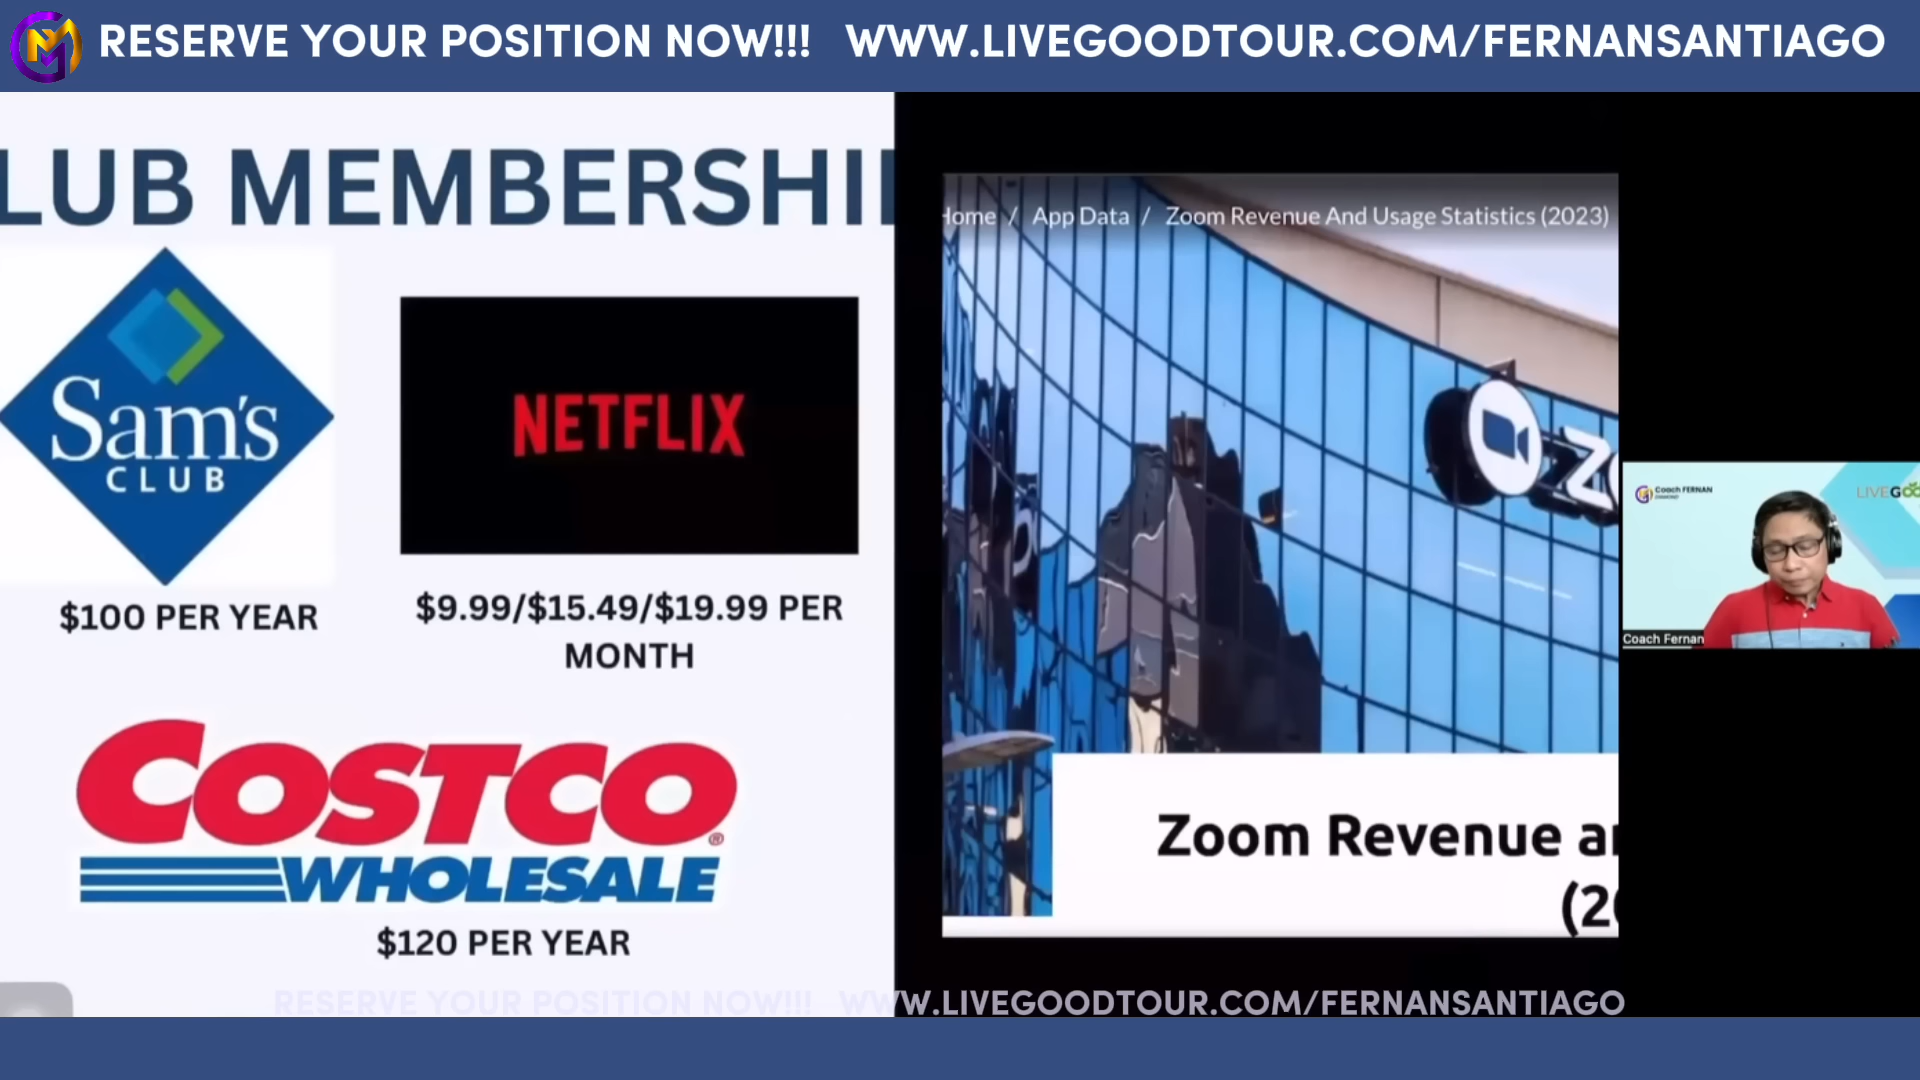 RESERVE YOUR POSITION NOW!!! WWW.LIVEGOODTOUR.COM/FERNANSANTIAGO
LUB MEMBERSHI
Sam's
CLUB
$100 PER YEAR
NETFLIX
$9.99/$15.49/$19.99 PER
MONTH
COSTCO
WHOLESALE
$120 PER YEAR
Home / App Data / Zoom Revenue And Usage Statistics (2023)
Zoom Revenue a
(2
Coach FERNAN
DIAMOND
LIVEGOO
Coach Fernan
RESERVE YOUR POSITION NOW!!! WWW.LIVEGOODTOUR.COM/FERNANSANTIAGO